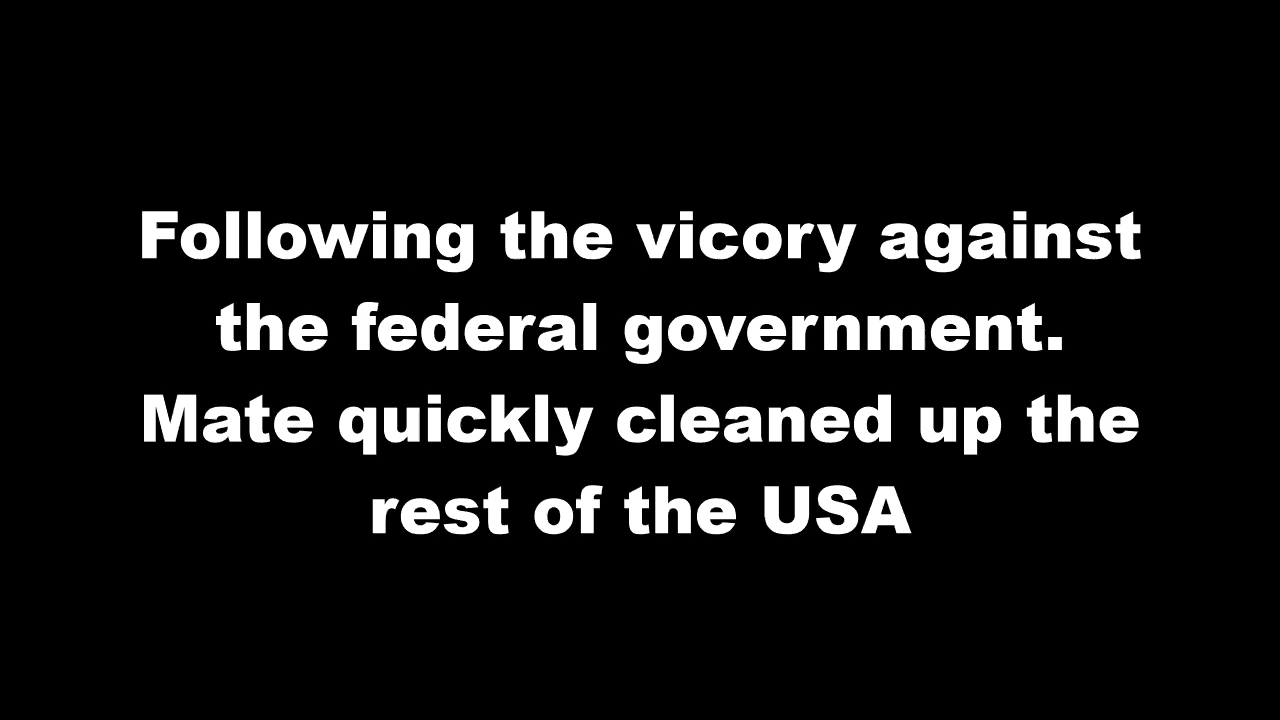 Following the vicory against
the federal government.
Mate quickly cleaned up the
rest of the USA